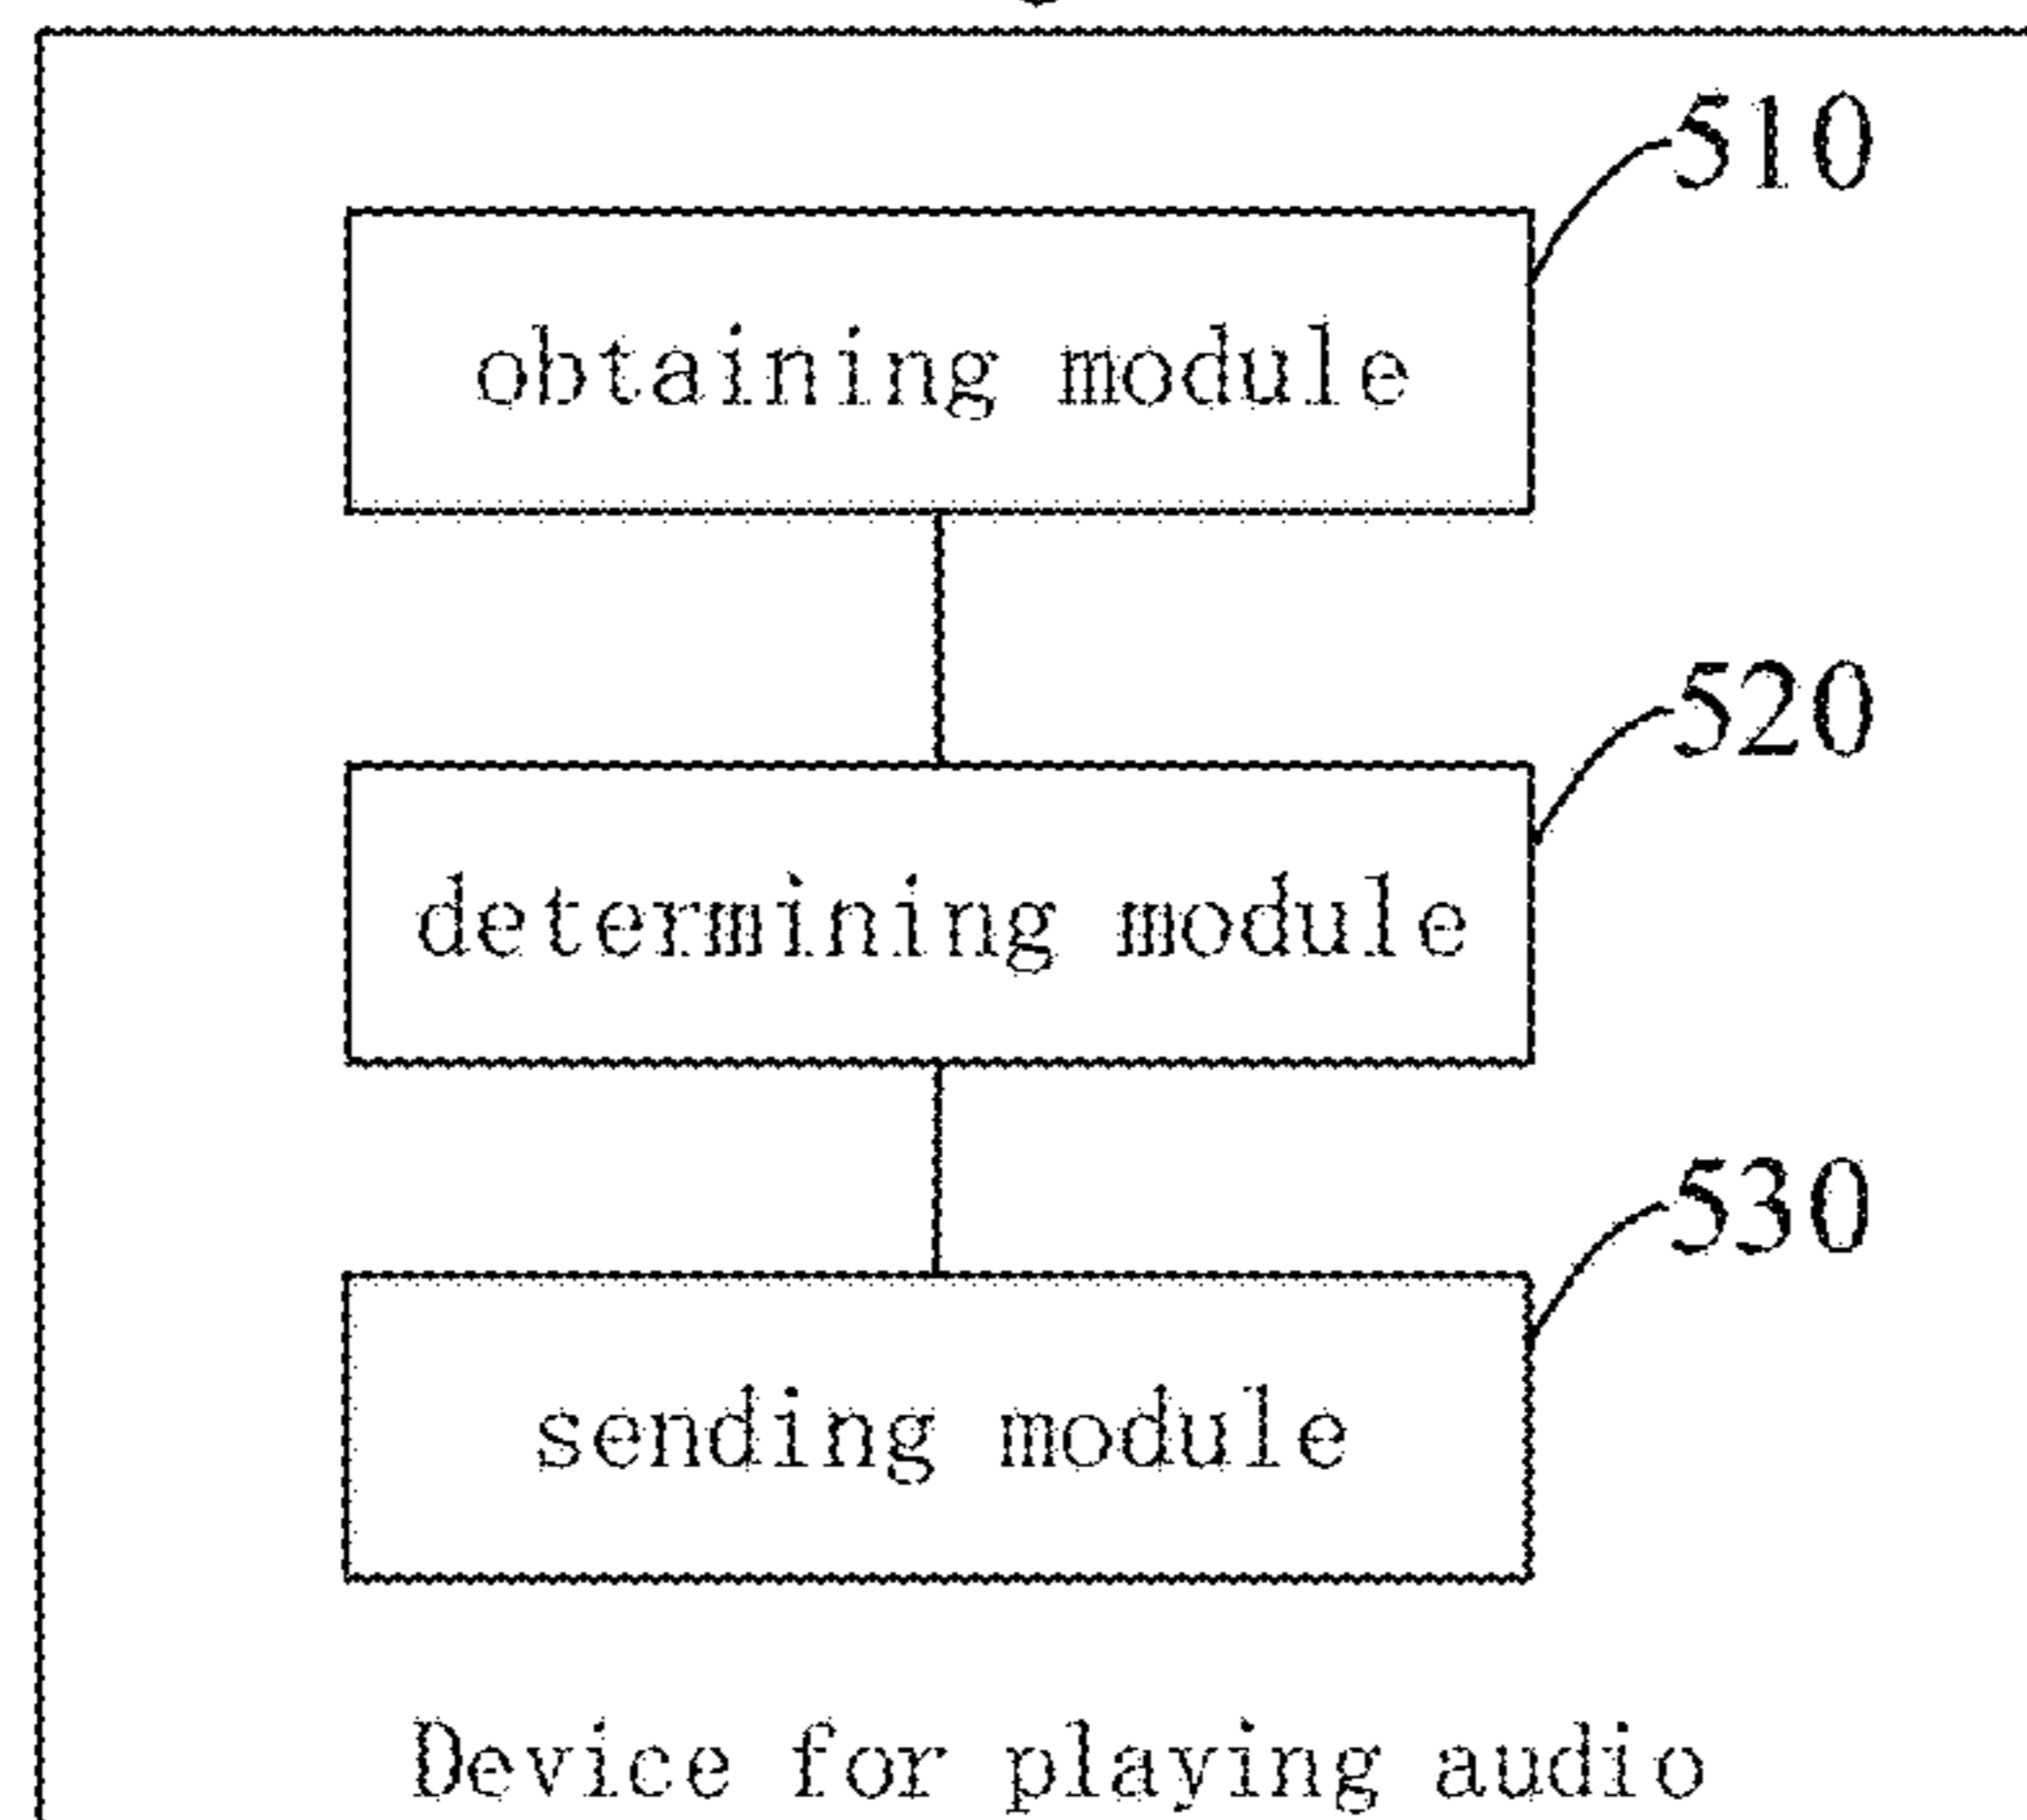 510
obtaining module
520
determining module
530
sending module
Device for playing audio